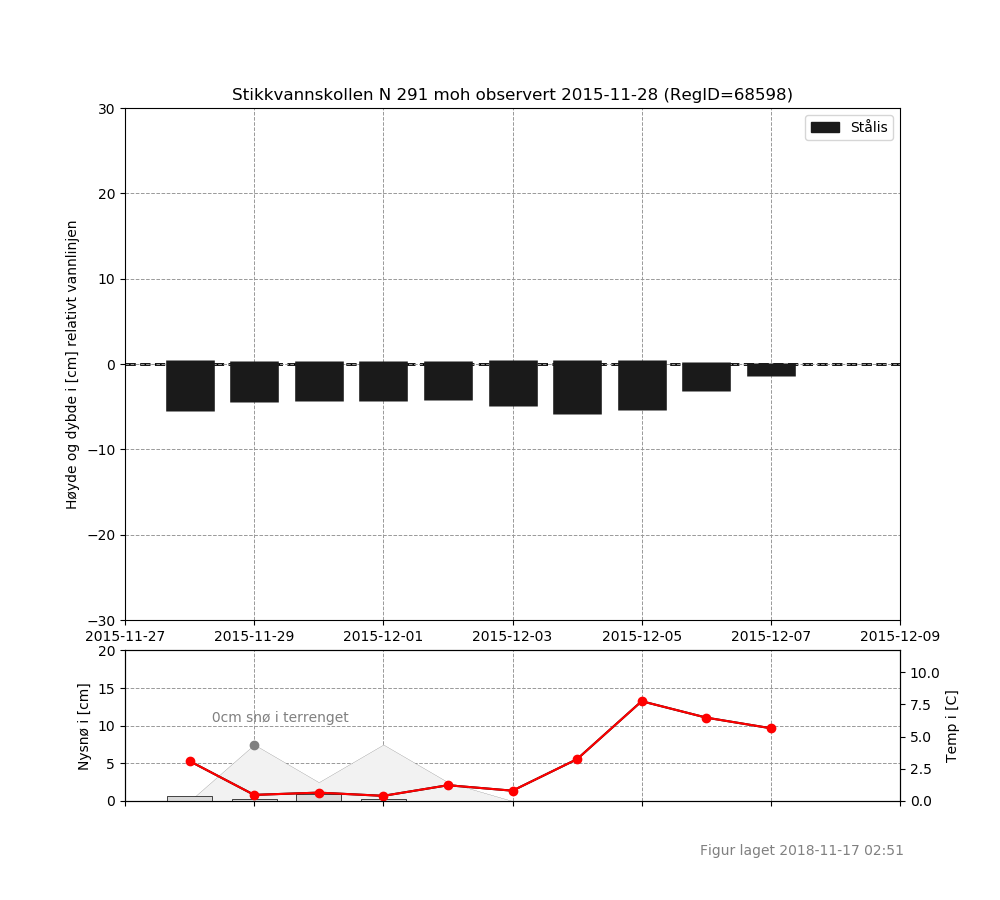 Stikkvannskollen N 291 moh observert 2015-11-28 (RegID=68598)
Stålis
Høyde og dybde i [cm] relativt vannlinjen
30
20
10
0
−10
−20
−30
2015-11-27 2015-11-29 2015-12-01 2015-12-03 2015-12-05 2015-12-07 2015-12-09
Nysnø i [cm]
20
15
10
5
0
0cm snø i terrenget
10.0
7.5
5.0
2.5
0.0
Temp i [C]
Figur laget 2018-11-17 02:51